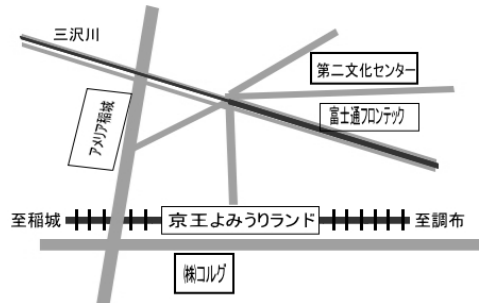 三沢川
第二文化センター
富士通フロンテック
アメリア稲城
至稲城
京王よみうりランド
至調布
㈱コルグ